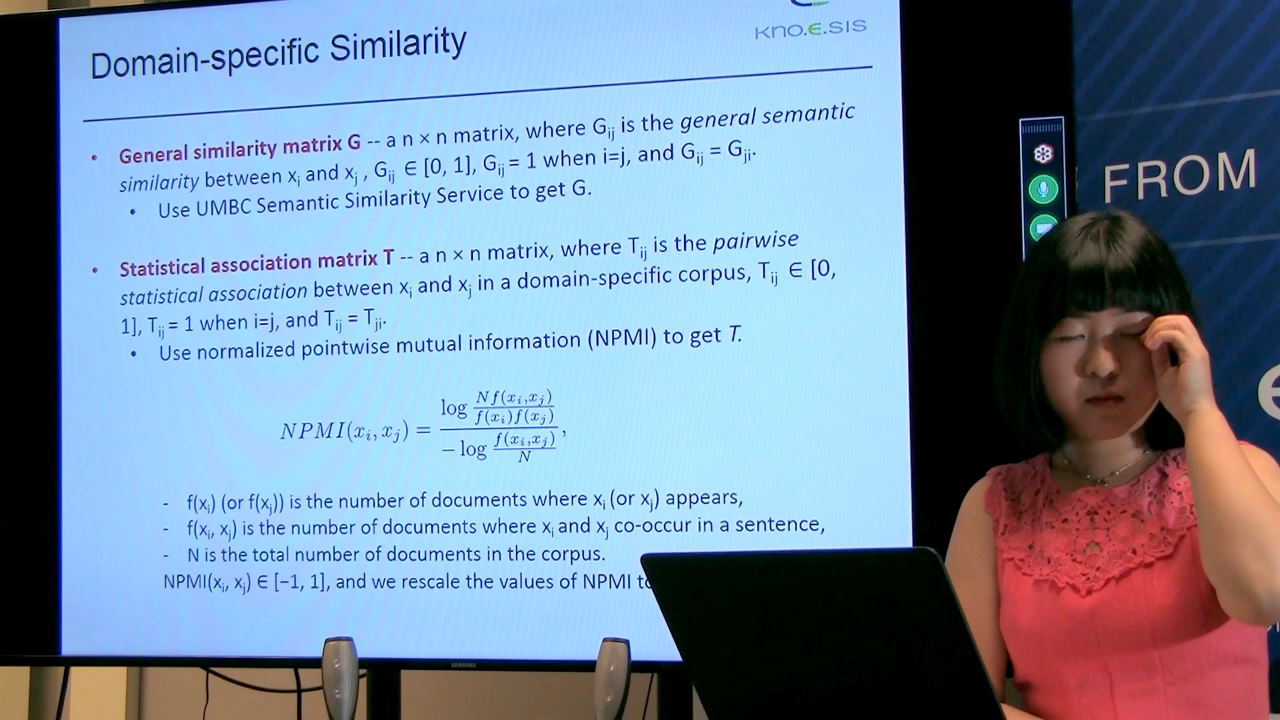 kno.e.sis
Domain-specific Similarity
• General similarity matrix G -- a n × n matrix, where Gij is the general semantic
similarity between xi and xj , Gij ∈ [0, 1], Gij = 1 when i=j, and Gij = Gji.
• Use UMBC Semantic Similarity Service to get G.
• Statistical association matrix T -- a n × n matrix, where Tij is the pairwise
statistical association between xi and xj in a domain-specific corpus, Tij ∈ [0,
1], Tij = 1 when i=j, and Tij = Tji.
• Use normalized pointwise mutual information (NPMI) to get T.
NPMI(xi, xj) = log Nf(xi,xj) / f(xi)f(xj) / − log f(xi,xj) / N ,
- f(xi) (or f(xj)) is the number of documents where xi (or xj) appears,
- f(xi, xj) is the number of documents where xi and xj co-occur in a sentence,
- N is the total number of documents in the corpus.
NPMI(xi, xj) ∈ [−1, 1], and we rescale the values of NPMI to
SAMSUNG
FROM
e